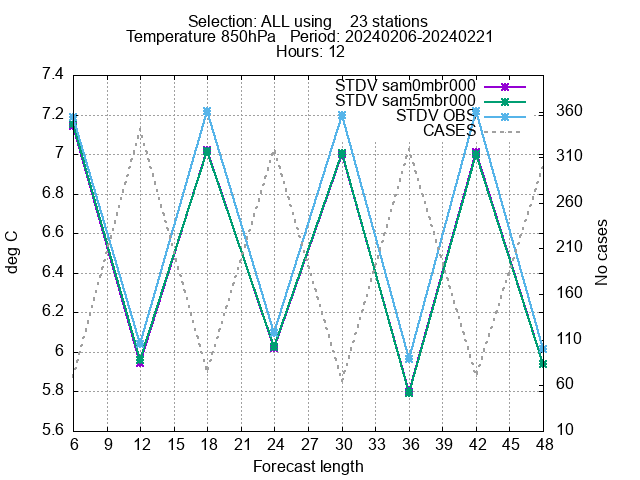 Selection: ALL using    23 stations
Temperature 850hPa   Period: 20240206-20240221
Hours: 12
STDV sam0mbr000
STDV sam5mbr000
STDV OBS
CASES
deg C
7.4
7.2
7
6.8
6.6
6.4
6.2
6
5.8
5.6
No cases
360
310
260
210
160
110
60
10
6 9 12 15 18 21 24 27 30 33 36 39 42 45 48
Forecast length